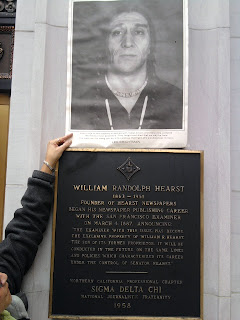 WILLIAM RANDOLPH HEARST
1863 - 1951
FOUNDER OF HEARST NEWSPAPERS
BEGAN HIS NEWSPAPER PUBLISHING CAREER
WITH THE SAN FRANCISCO EXAMINER
ON MARCH 4 1887 ANNOUNCING
"THE EXAMINER WITH THIS ISSUE HAS BECOME
THE EXCLUSIVE PROPERTY OF WILLIAM R. HEARST
THE SON OF ITS FORMER PROPRIETOR. IT WILL BE
CONDUCTED IN THE FUTURE ON THE SAME LINES
AND POLICIES WHICH CHARACTERIZED ITS CAREER
UNDER THE CONTROL OF SENATOR HEARST."
NORTHERN CALIFORNIA PROFESSIONAL CHAPTER
SIGMA DELTA CHI
NATIONAL JOURNALISTIC FRATERNITY
1958